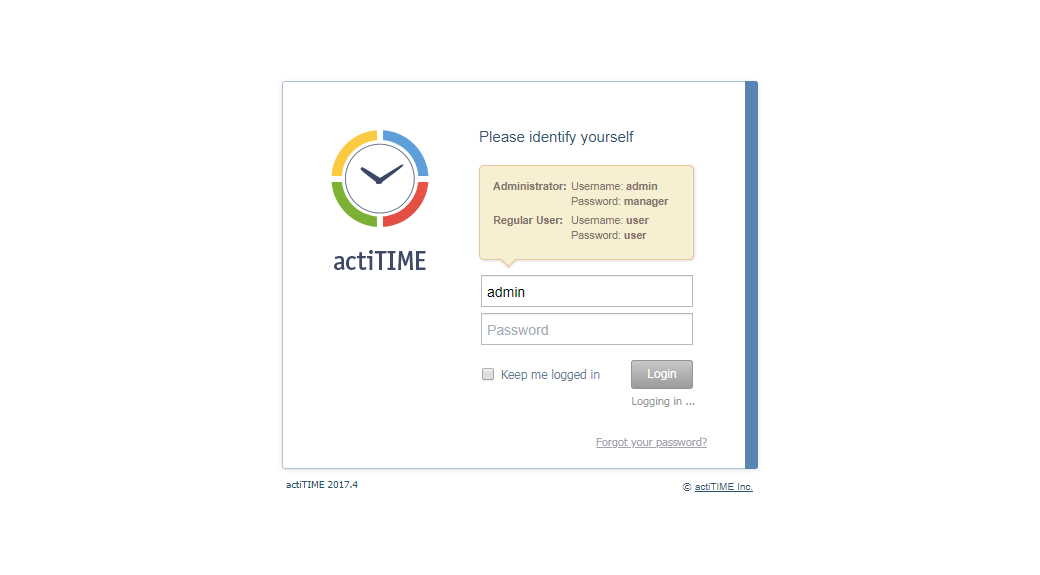 Please identify yourself
Administrator: Username: admin
Password: manager
Regular User: Username: user
Password: user
actiTIME
admin
Password
Keep me logged in
Login
Logging in ...
Forgot your password?
actiTIME 2017.4
© actiTIME Inc.